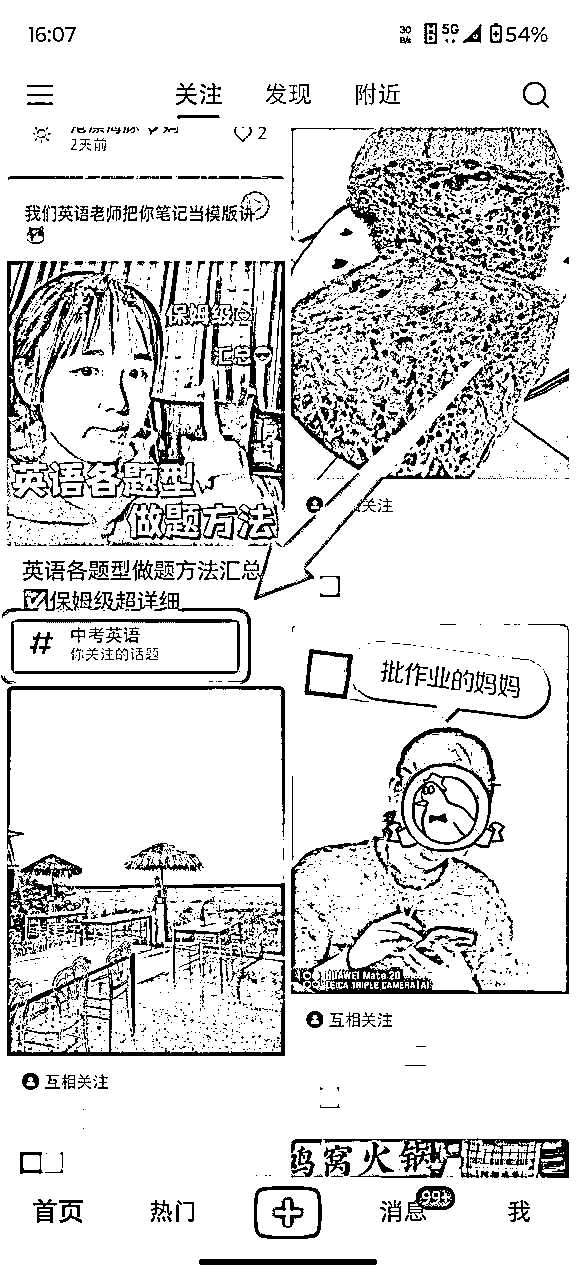 16:07
30 B/s 5G 54%
关注 发现 附近
2天前
2
我们英语老师把你笔记当模版讲
保姆级
汇总
英语各题型
做题方法
英语各题型做题方法汇总
保姆级超详细
# 中考英语
你关注的话题
关注
批作业的妈妈
HUAWEI Mate 20
LEICA TRIPLE CAMERA | AI
互相关注
互相关注
窝火锅
首页 热门 消息 99+ 我